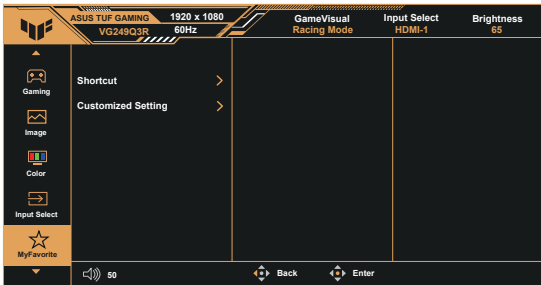 ASUS TUF GAMING 1920 x 1080 GameVisual Input Select Brightness
VG249Q3R 60Hz Racing Mode HDMI-1 65
Gaming
Shortcut
Customized Setting
Image
Color
Input Select
MyFavorite
50 Back Enter